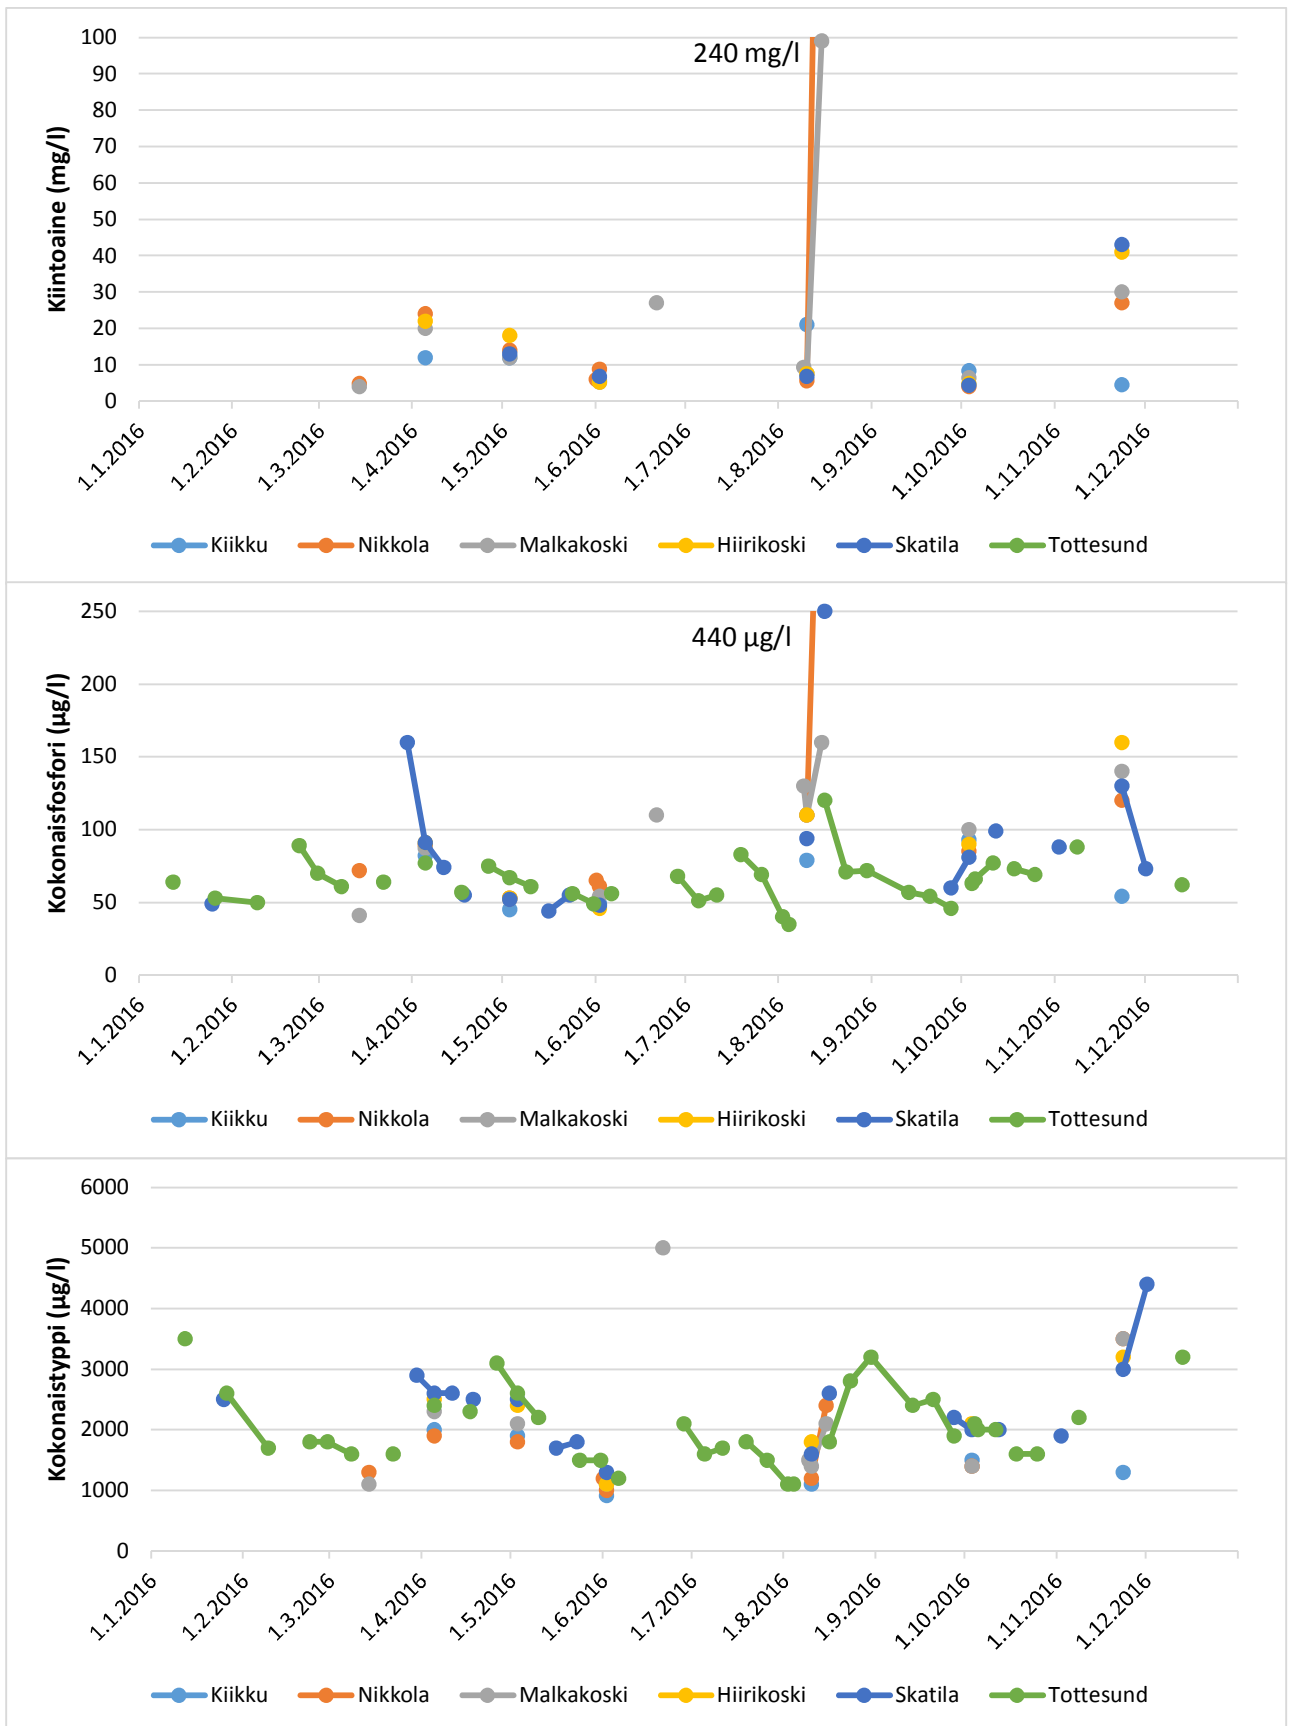 240 mg/l
Kiintoaine (mg/l)
100
90
80
70
60
50
40
30
20
10
0
1.1.2016 1.2.2016 1.3.2016 1.4.2016 1.5.2016 1.6.2016 1.7.2016 1.8.2016 1.9.2016 1.10.2016 1.11.2016 1.12.2016
Kiikku Nikkola Malkakoski Hiirikoski Skatila Tottesund
440 µg/l
Kokonaisfosfori (µg/l)
250
200
150
100
50
0
1.1.2016 1.2.2016 1.3.2016 1.4.2016 1.5.2016 1.6.2016 1.7.2016 1.8.2016 1.9.2016 1.10.2016 1.11.2016 1.12.2016
Kiikku Nikkola Malkakoski Hiirikoski Skatila Tottesund
Kokonaistyppi (µg/l)
6000
5000
4000
3000
2000
1000
0
1.1.2016 1.2.2016 1.3.2016 1.4.2016 1.5.2016 1.6.2016 1.7.2016 1.8.2016 1.9.2016 1.10.2016 1.11.2016 1.12.2016
Kiikku Nikkola Malkakoski Hiirikoski Skatila Tottesund